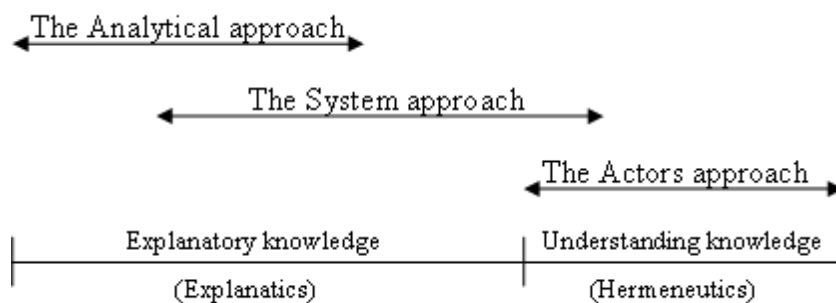 The Analytical approach
The System approach
The Actors approach
Explanatory knowledge
Understanding knowledge
(Explanatics)
(Hermeneutics)